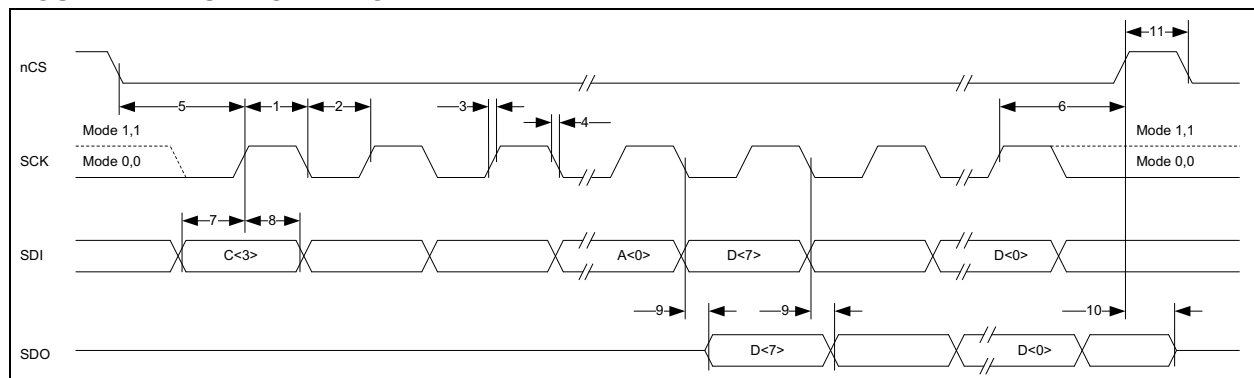 nCS
11
5
1
2
3
4
6
Mode 1,1
Mode 1,1
SCK
Mode 0,0
Mode 0,0
7
8
SDI
C<3>
A<0>
D<7>
D<0>
9
9
10
SDO
D<7>
D<0>